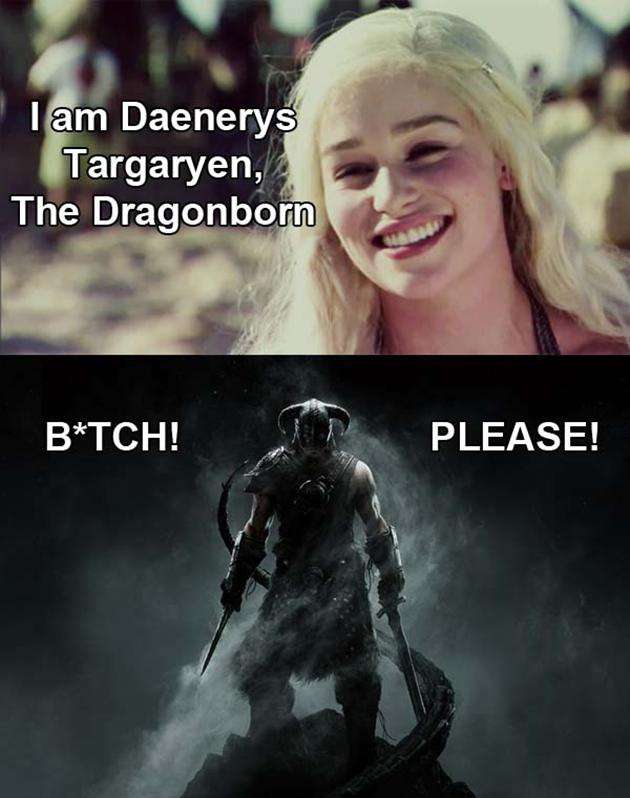 I am Daenerys
Targaryen,
The Dragonborn
B*TCH!
PLEASE!